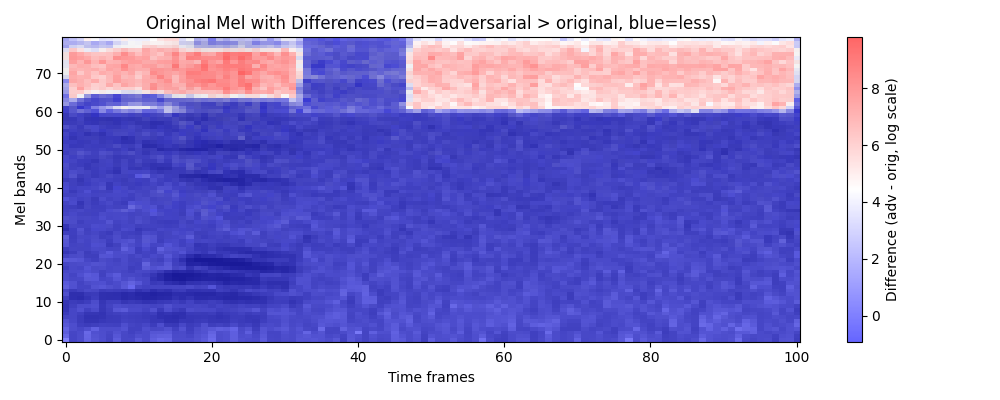 Original Mel with Differences (red=adversarial > original, blue=less)
Mel bands
70
60
50
40
30
20
10
0
0 20 40 60 80 100
Time frames
8
6
4
2
0
Difference (adv - orig, log scale)